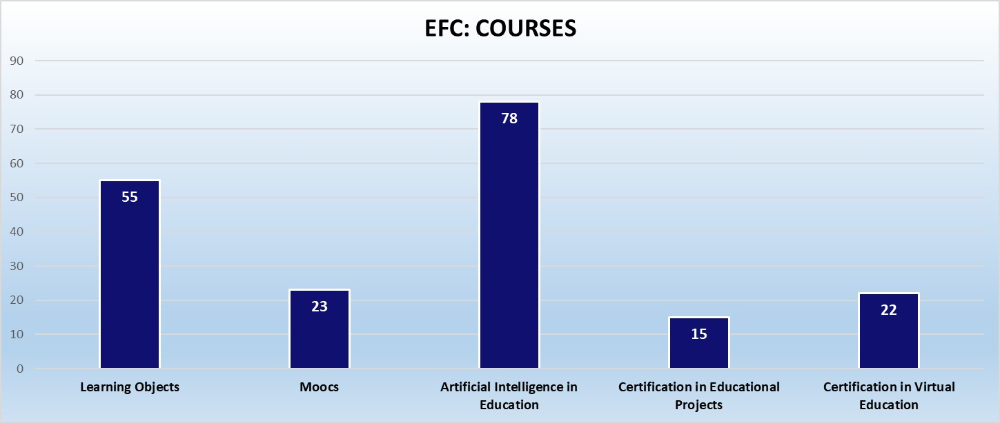 EFC: COURSES
90
80
70
60
50
40
30
20
10
0
55
23
78
15
22
Learning Objects
Moocs
Artificial Intelligence in
Education
Certification in Educational
Projects
Certification in Virtual
Education